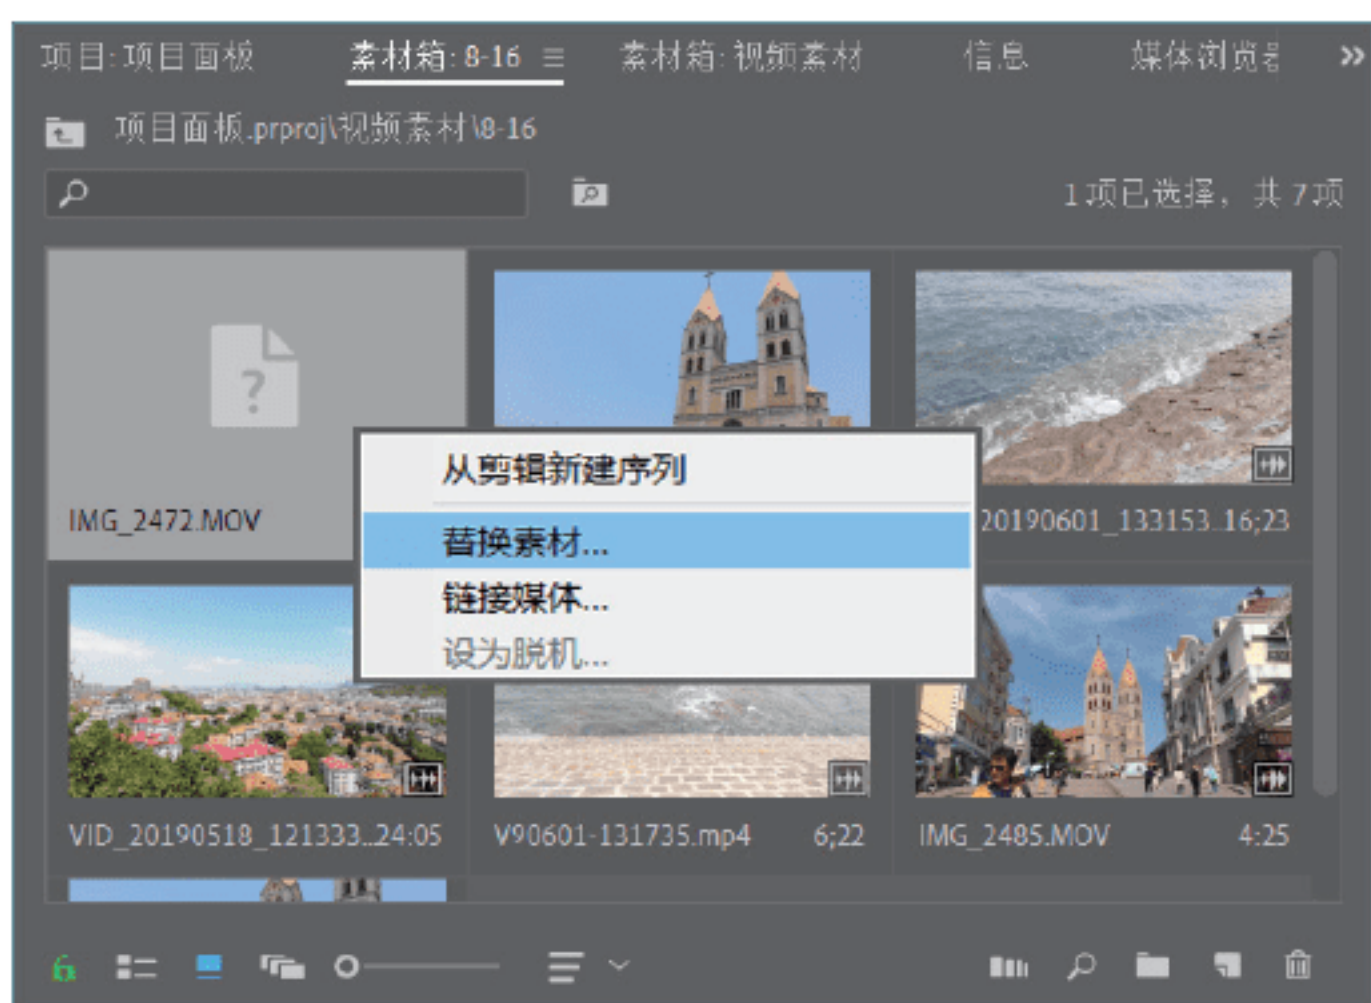 项目: 项目面板 素材箱: 8-16 素材箱: 视频素材 信息 媒体浏览器
项目面板.prproj\视频素材\8-16
1 项已选择，共 7 项
从剪辑新建序列
IMG_2472.MOV
20190601_133153..16;23
替换素材...
链接媒体...
设为脱机...
VID_20190518_121333..24:05
V90601-131735.mp4 6;22
IMG_2485.MOV 4:25